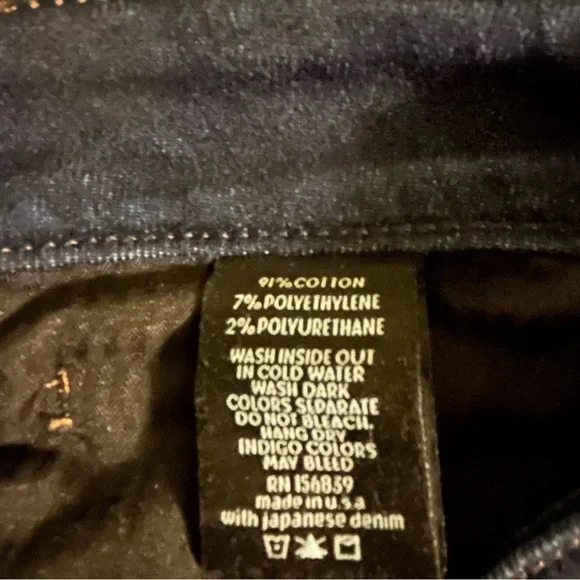 91% COTTON
7% POLYETHYLENE
2% POLYURETHANE
WASH INSIDE OUT
IN COLD WATER
WASH DARK
COLORS SEPARATE
DO NOT BLEACH.
HANG DRY
INDIGO COLORS
MAY BLEED
RN 156839
made in u.s.a
with japanese denim